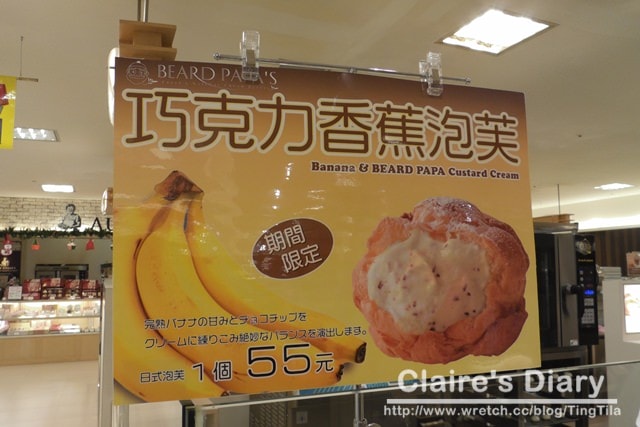 BEARD PAPA'S
巧克力香蕉泡芙
Banana & BEARD PAPA Custard Cream
期間
限定
完熟バナナの甘みとチョコチップを
クリームに練りこみ絶妙なバランスを演出します。
日式泡芙 1個 55元
Claire's Diary
http://www.wretch.cc/blog/TingTila